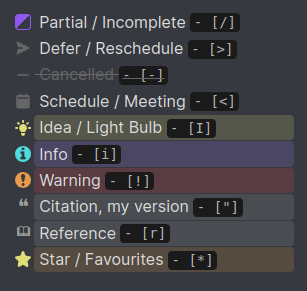 Partial / Incomplete - [/]
Defer / Reschedule - [>]
Cancelled - [-]
Schedule / Meeting - [<]
Idea / Light Bulb - [I]
Info - [i]
Warning - [!]
Citation, my version - ["]
Reference - [r]
Star / Favourites - [*]